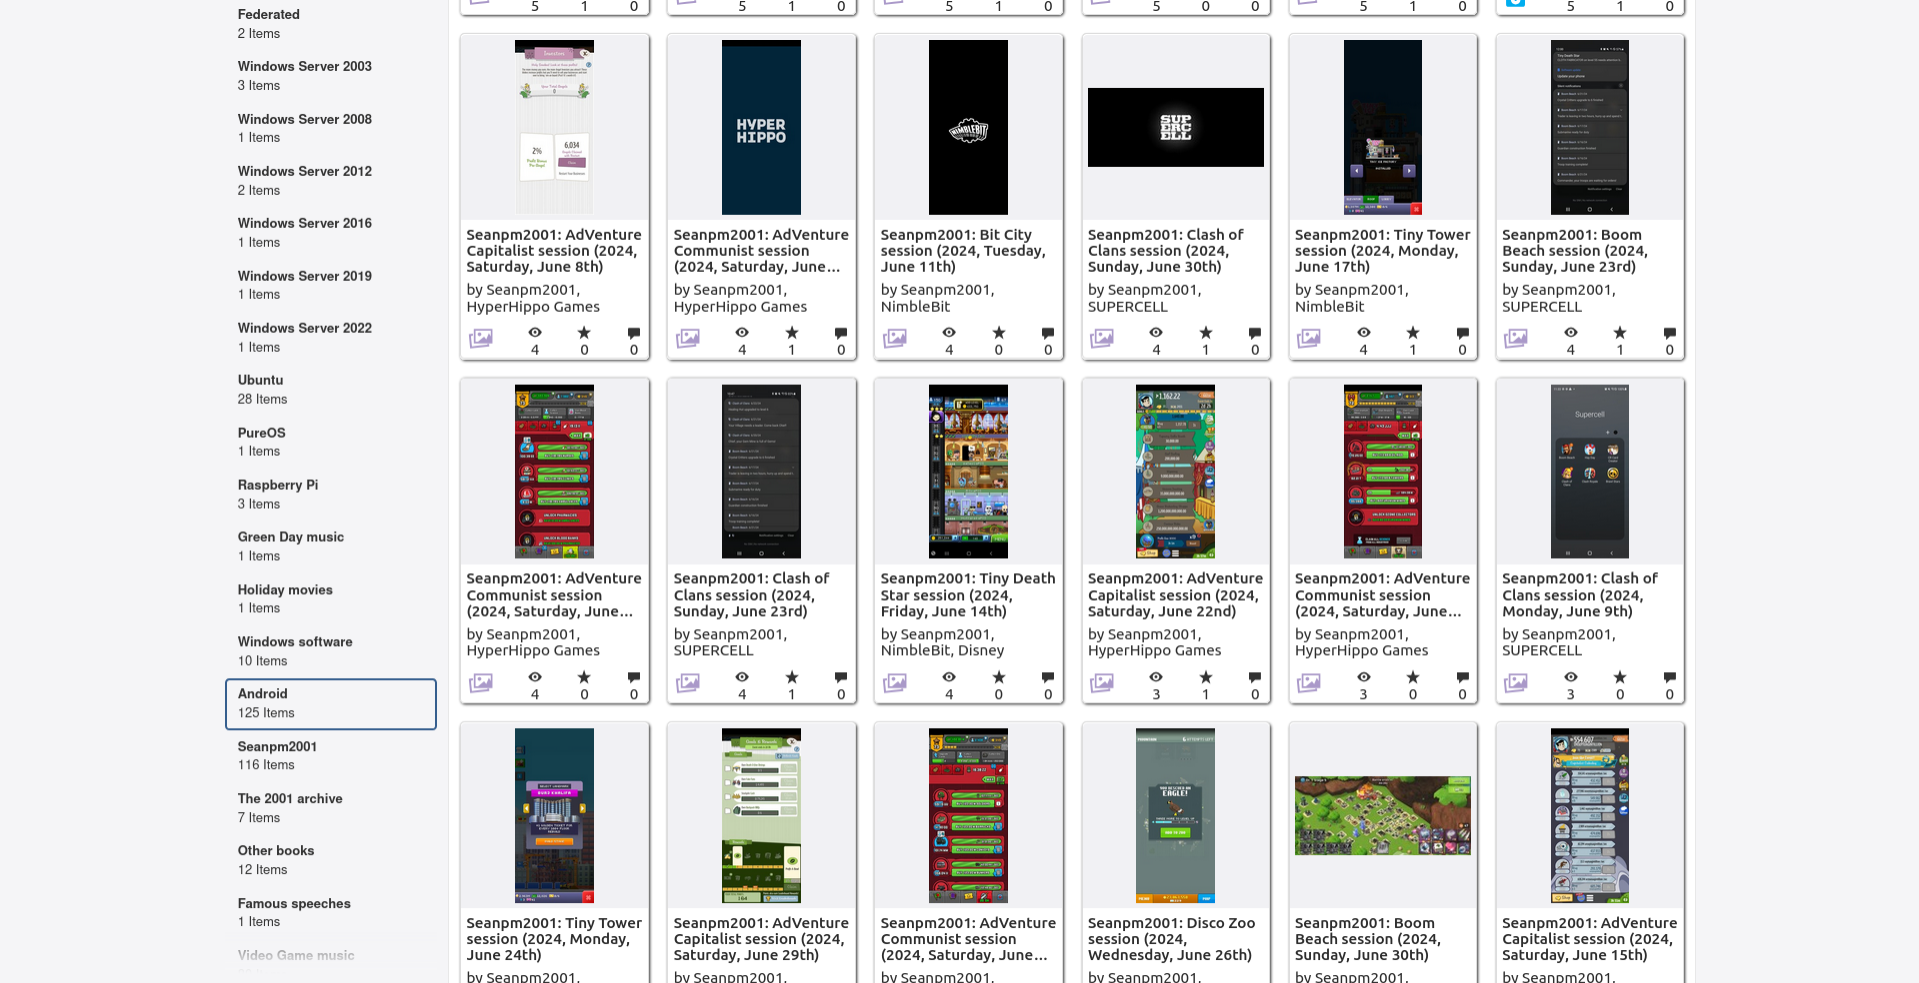 Federated
2 Items
Windows Server 2003
3 Items
Windows Server 2008
1 Items
Windows Server 2012
2 Items
Windows Server 2016
1 Items
Windows Server 2019
1 Items
Windows Server 2022
1 Items
Ubuntu
28 Items
PureOS
1 Items
Raspberry Pi
3 Items
Green Day music
1 Items
Holiday movies
1 Items
Windows software
10 Items
Android
125 Items
Seanpm2001
116 Items
The 2001 archive
7 Items
Other books
12 Items
Famous speeches
1 Items
Video Game music
5 1 0
5 1 0
5 1 0
5 0 0
5 1 0
5 1 0
2%
6,034
HYPER
HIPPO
NIMBLEBIT
SUP
ERC
ELL
Seanpm2001: AdVenture
Capitalist session (2024,
Saturday, June 8th)
by Seanpm2001,
HyperHippo Games
4 0 0
Seanpm2001: AdVenture
Communist session
(2024, Saturday, June...
by Seanpm2001,
HyperHippo Games
4 1 0
Seanpm2001: Bit City
session (2024, Tuesday,
June 11th)
by Seanpm2001,
NimbleBit
4 0 0
Seanpm2001: Clash of
Clans session (2024,
Sunday, June 30th)
by Seanpm2001,
SUPERCELL
4 1 0
Seanpm2001: Tiny Tower
session (2024, Monday,
June 17th)
by Seanpm2001,
NimbleBit
4 1 0
Seanpm2001: Boom
Beach session (2024,
Sunday, June 23rd)
by Seanpm2001,
SUPERCELL
4 1 0
1,162.22
Supercell
Seanpm2001: AdVenture
Communist session
(2024, Saturday, June...
by Seanpm2001,
HyperHippo Games
4 0 0
Seanpm2001: Clash of
Clans session (2024,
Sunday, June 23rd)
by Seanpm2001,
SUPERCELL
4 1 0
Seanpm2001: Tiny Death
Star session (2024,
Friday, June 14th)
by Seanpm2001,
NimbleBit, Disney
4 0 0
Seanpm2001: AdVenture
Capitalist session (2024,
Saturday, June 22nd)
by Seanpm2001,
HyperHippo Games
3 1 0
Seanpm2001: AdVenture
Communist session
(2024, Saturday, June...
by Seanpm2001,
HyperHippo Games
3 0 0
Seanpm2001: Clash of
Clans session (2024,
Monday, June 9th)
by Seanpm2001,
SUPERCELL
3 0 0
EAGLE!
Seanpm2001: Tiny Tower
session (2024, Monday,
June 24th)
by Seanpm2001,
Seanpm2001: AdVenture
Capitalist session (2024,
Saturday, June 29th)
by Seanpm2001,
Seanpm2001: AdVenture
Communist session
(2024, Saturday, June...
by Seanpm2001,
Seanpm2001: Disco Zoo
session (2024,
Wednesday, June 26th)
by Seanpm2001,
Seanpm2001: Boom
Beach session (2024,
Sunday, June 30th)
by Seanpm2001,
Seanpm2001: AdVenture
Capitalist session (2024,
Saturday, June 15th)
by Seanpm2001,